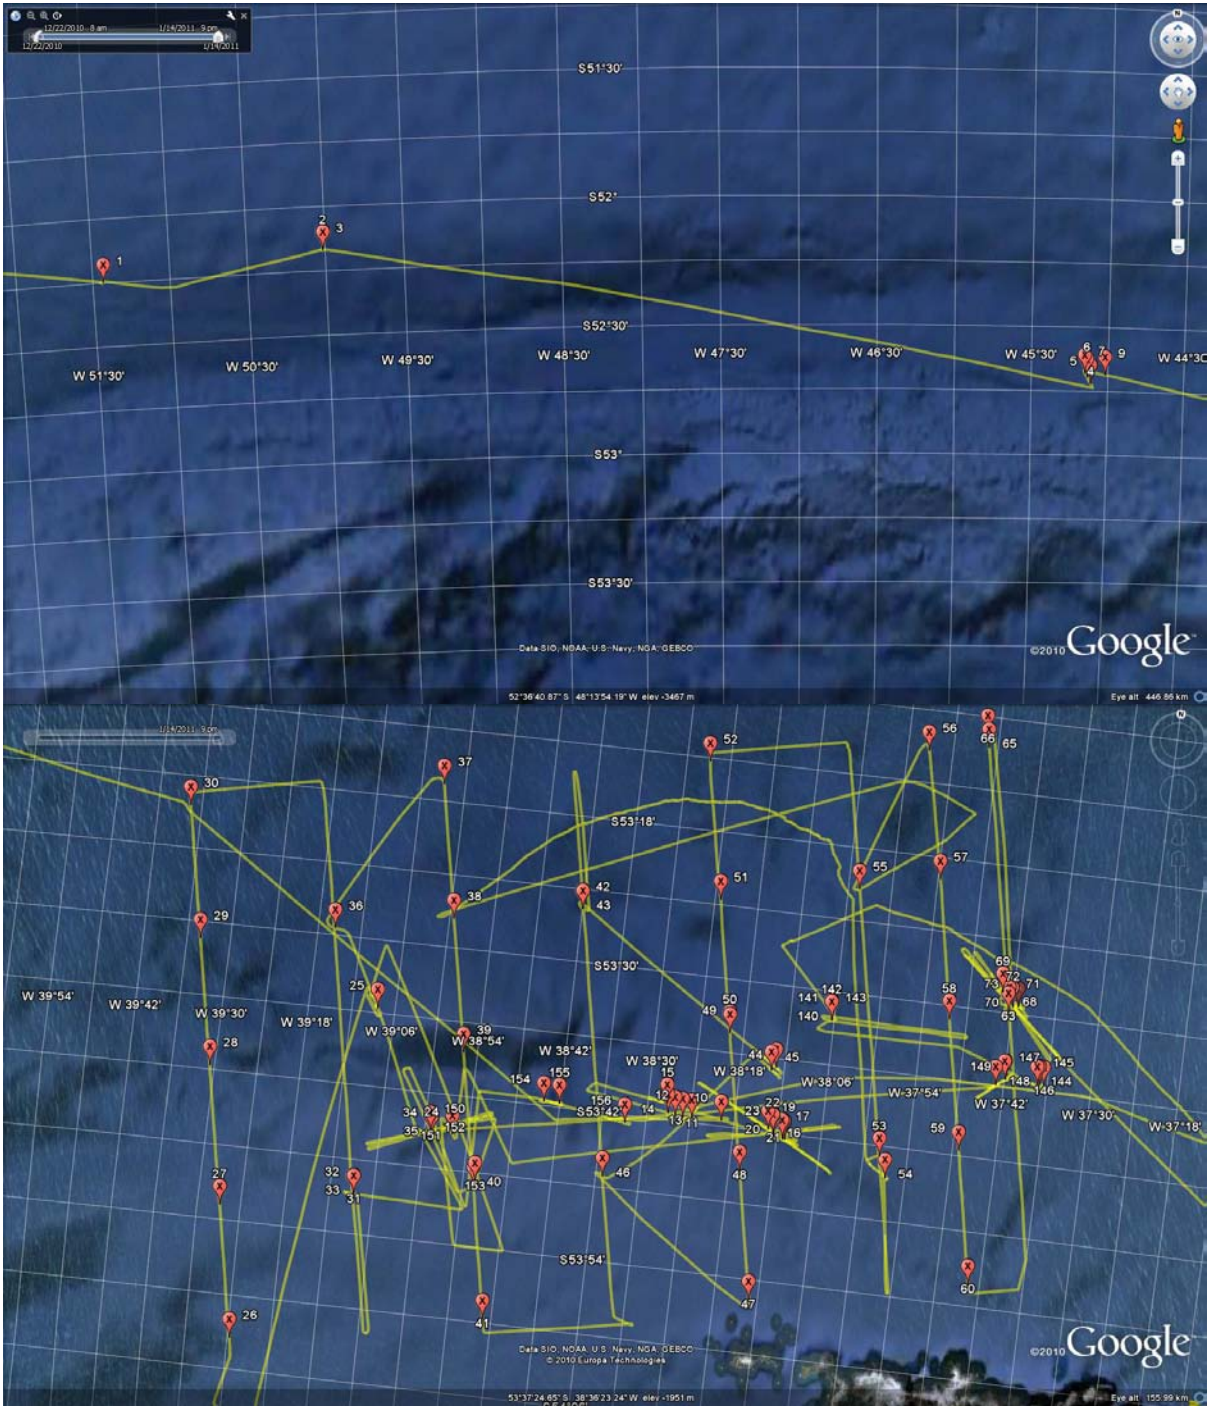 12/22/2010 8 am 1/14/2011 9 pm
12/22/2010 1/14/2011
N
S51°30'
S52°
2
3
1
S52°30'
W 51°30' W 50°30' W 49°30' W 48°30' W 47°30' W 46°30' W 45°30' W 44°30
6
5 7 9
4
S53°
S53°30'
Data SIO, NOAA, U.S. Navy, NGA, GEBCO
©2010 Google
52°36'40.87" S 48°13'54.19" W elev -3467 m Eye alt 446.86 km
1/14/2011 9 pm
N
56
66 65
52
37
30
S53°18'
57
55
51
42
38
43
36
29
S53°30'
69
72
73 71
25
W 39°54' W 39°42' W 39°30' W 39°18' W 39°06' W 38°54' W 38°42' W 38°30' W 38°18' W 38°06' W 37°54' W 37°42' W 37°30' W 37°18'
142
141 143
58
70 68
50
49
140
63
39
28
44 45
147 145
149
148 144
146
154 155
15
12 10
156
14
S53°42'
13 11
22
23 19
17
20 16
21
34 24 150
35 151 152
59
53
54
32
33
31
40
153
46
48
27
S53°54'
60
47
26
41
Data SIO, NOAA, U.S. Navy, NGA, GEBCO
© 2010 Europa Technologies
©2010 Google
53°37'24.65" S 38°36'23.24" W elev -1951 m Eye alt 155.99 km